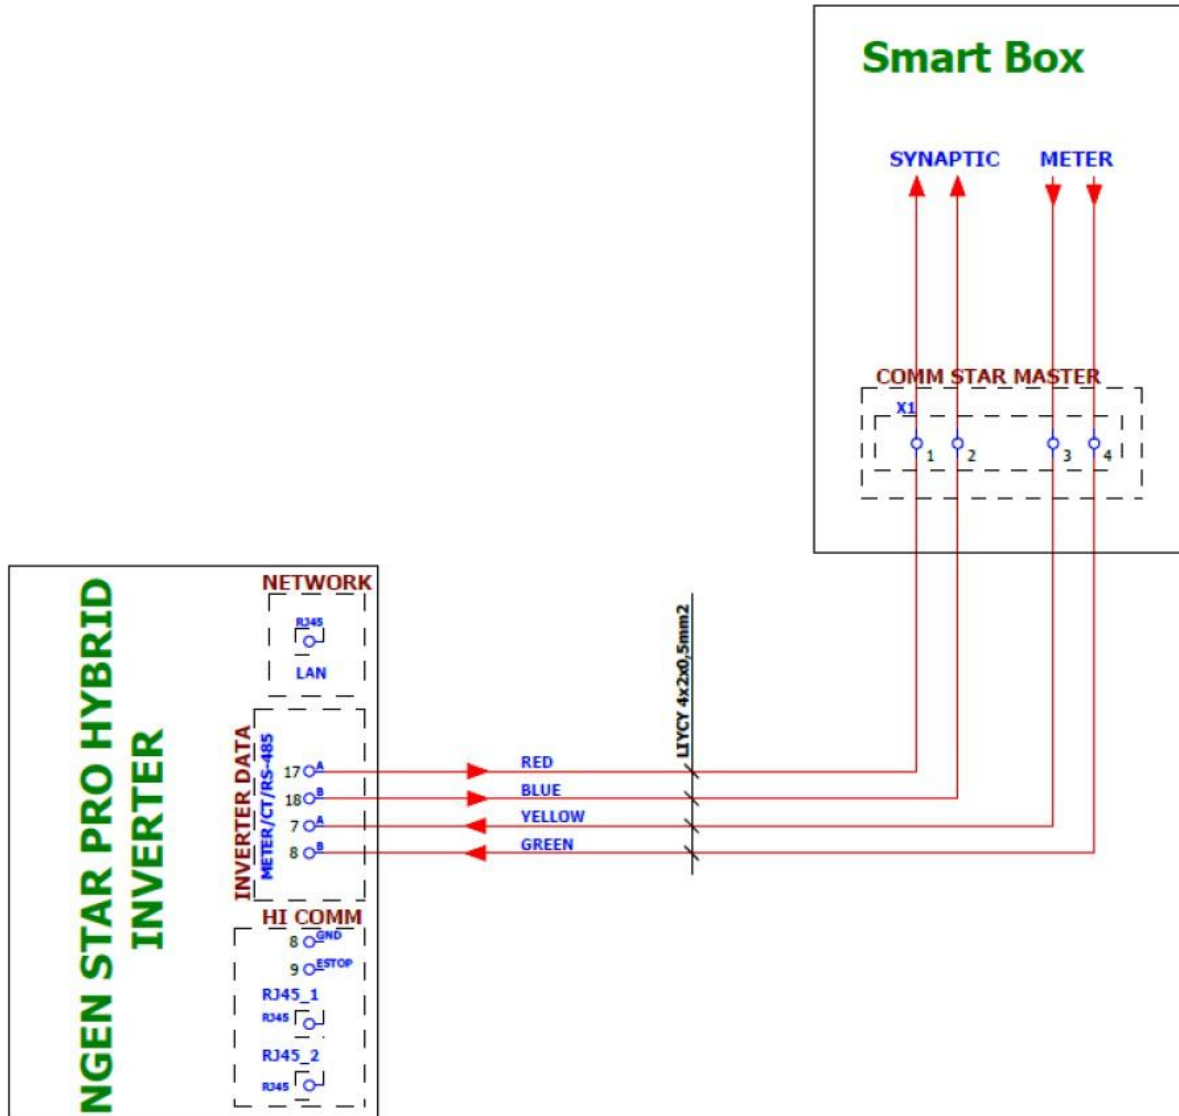 Smart Box
SYNAPTIC
METER
COMM STAR MASTER
X1
1
2
3
4
NGEN STAR PRO HYBRID
INVERTER
NETWORK
RJ45
LAN
INVERTER DATA
METER/CT/RS-485
17 A
18 B
7 A
8 B
RED
BLUE
YELLOW
GREEN
LIYCY 4x2x0,5mm2
HI COMM
8 GND
9 ESTOP
RJ45_1
RJ45
RJ45_2
RJ45